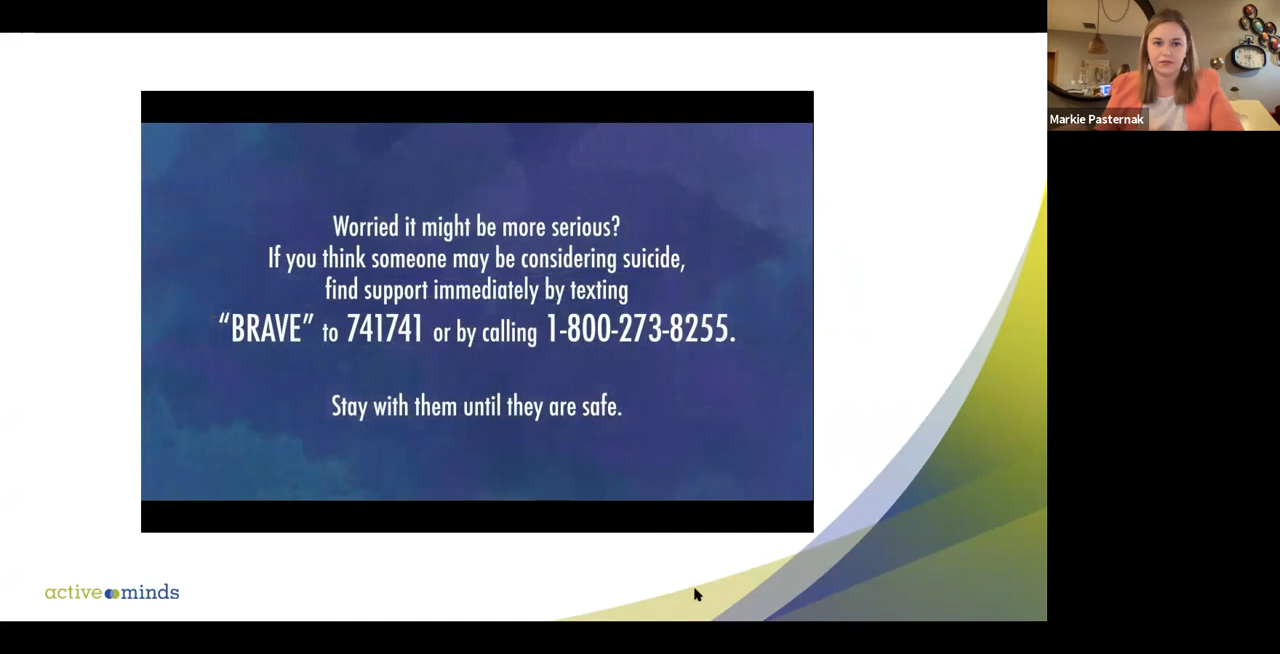 Markie Pasternak
Worried it might be more serious?
If you think someone may be considering suicide,
find support immediately by texting
“BRAVE” to 741741 or by calling 1-800-273-8255.
Stay with them until they are safe.
active minds